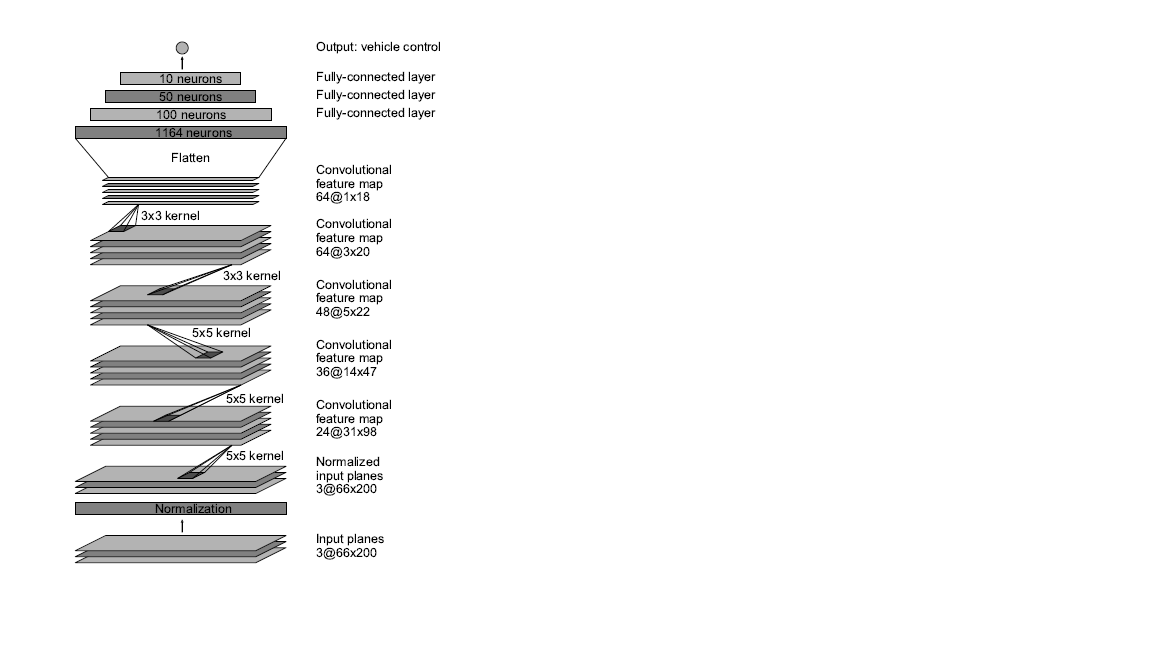 Output: vehicle control
10 neurons
Fully-connected layer
50 neurons
Fully-connected layer
100 neurons
Fully-connected layer
1164 neurons
Flatten
Convolutional
feature map
64@1x18
3x3 kernel
Convolutional
feature map
64@3x20
3x3 kernel
Convolutional
feature map
48@5x22
5x5 kernel
Convolutional
feature map
36@14x47
5x5 kernel
Convolutional
feature map
24@31x98
5x5 kernel
Normalized
input planes
3@66x200
Normalization
Input planes
3@66x200